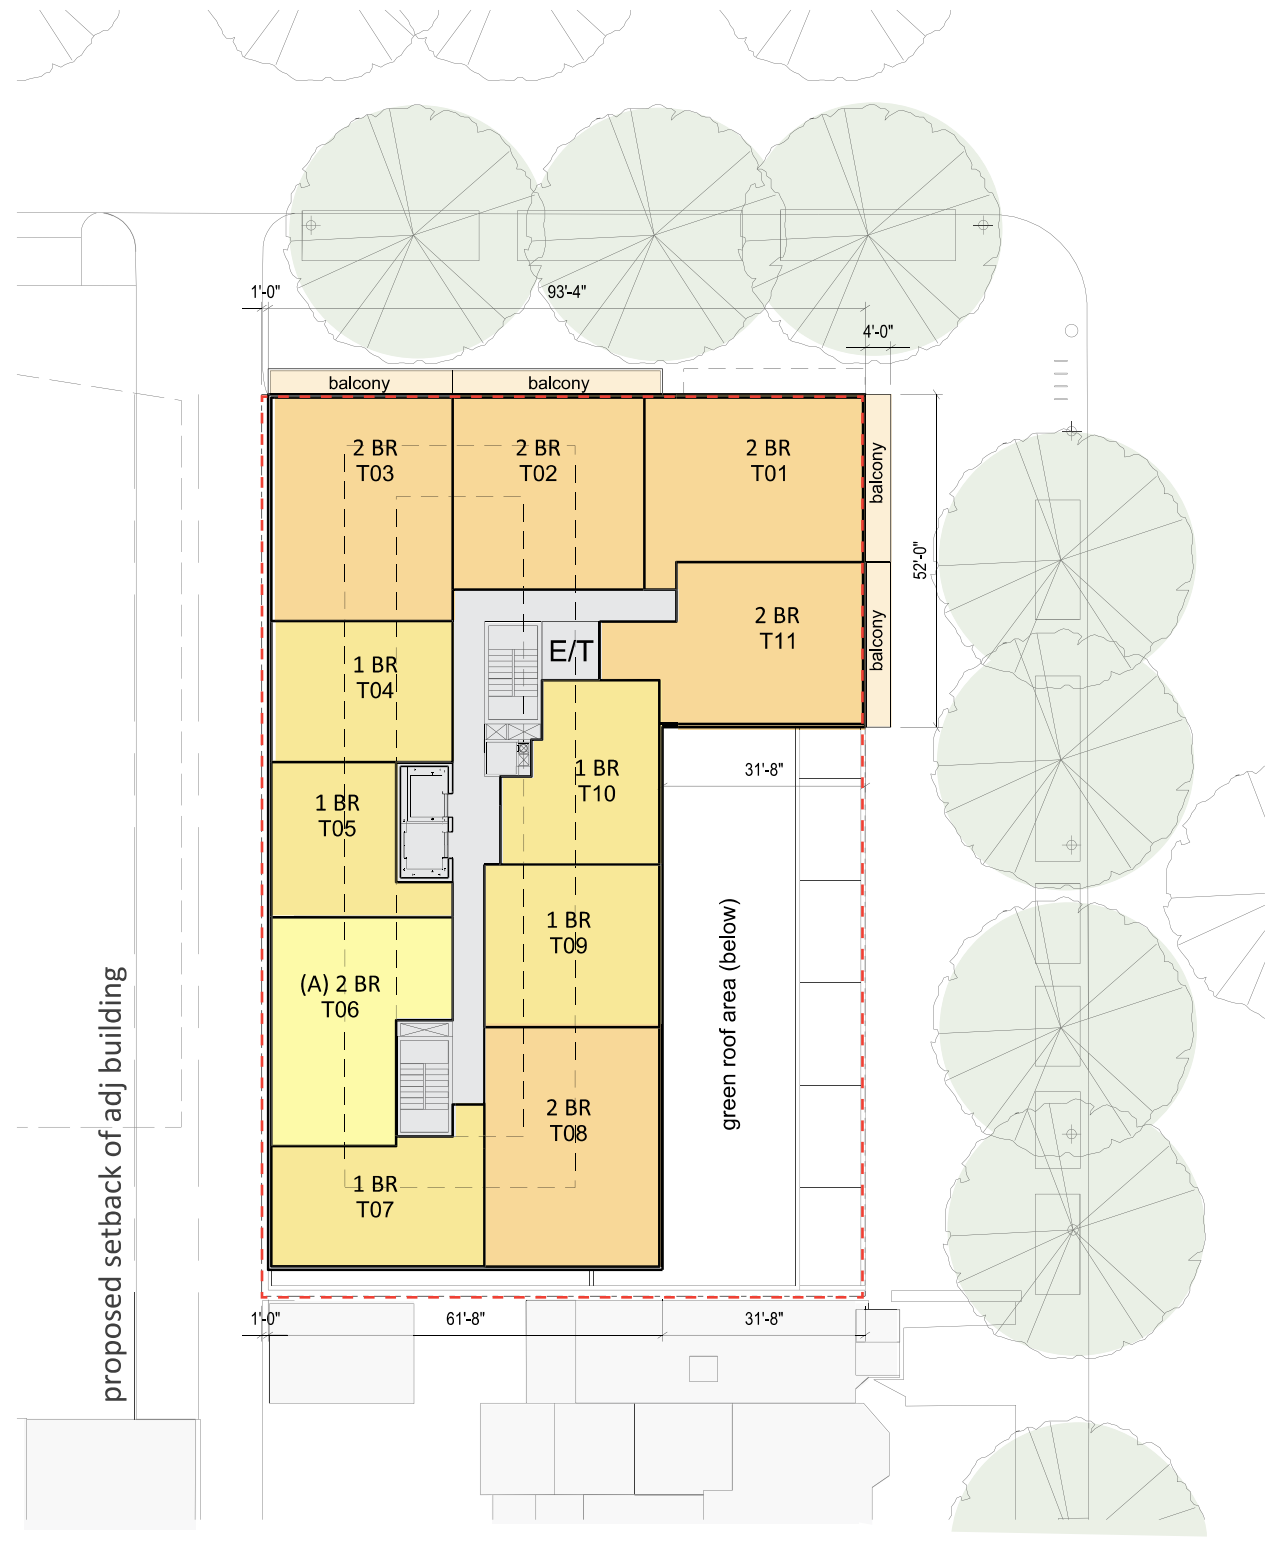 1'-0"
93'-4"
4'-0"
balcony
balcony
2 BR
T03
2 BR
T02
2 BR
T01
balcony
52'-0"
2 BR
T11
balcony
E/T
1 BR
T04
1 BR
T10
31'-8"
1 BR
T05
1 BR
T09
(A) 2 BR
T06
green roof area (below)
proposed setback of adj building
2 BR
T08
1 BR
T07
1'-0"
61'-8"
31'-8"